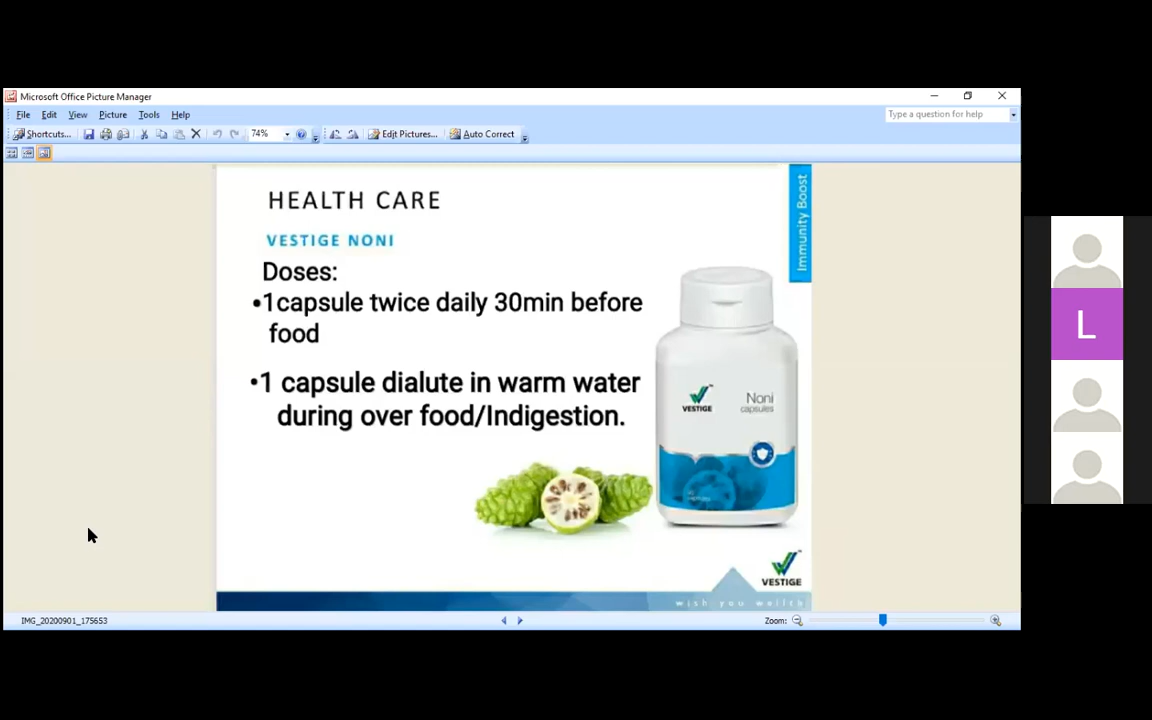 Microsoft Office Picture Manager
File Edit View Picture Tools Help
Type a question for help
Shortcuts... 74% Edit Pictures... Auto Correct
HEALTH CARE
Immunity Boost
VESTIGE NONI
Doses:
•1capsule twice daily 30min before
food
•1 capsule dialute in warm water
during over food/Indigestion.
VESTIGE
Noni
capsules
VESTIGE
wish you wellth
L
IMG_20200901_175653
Zoom: